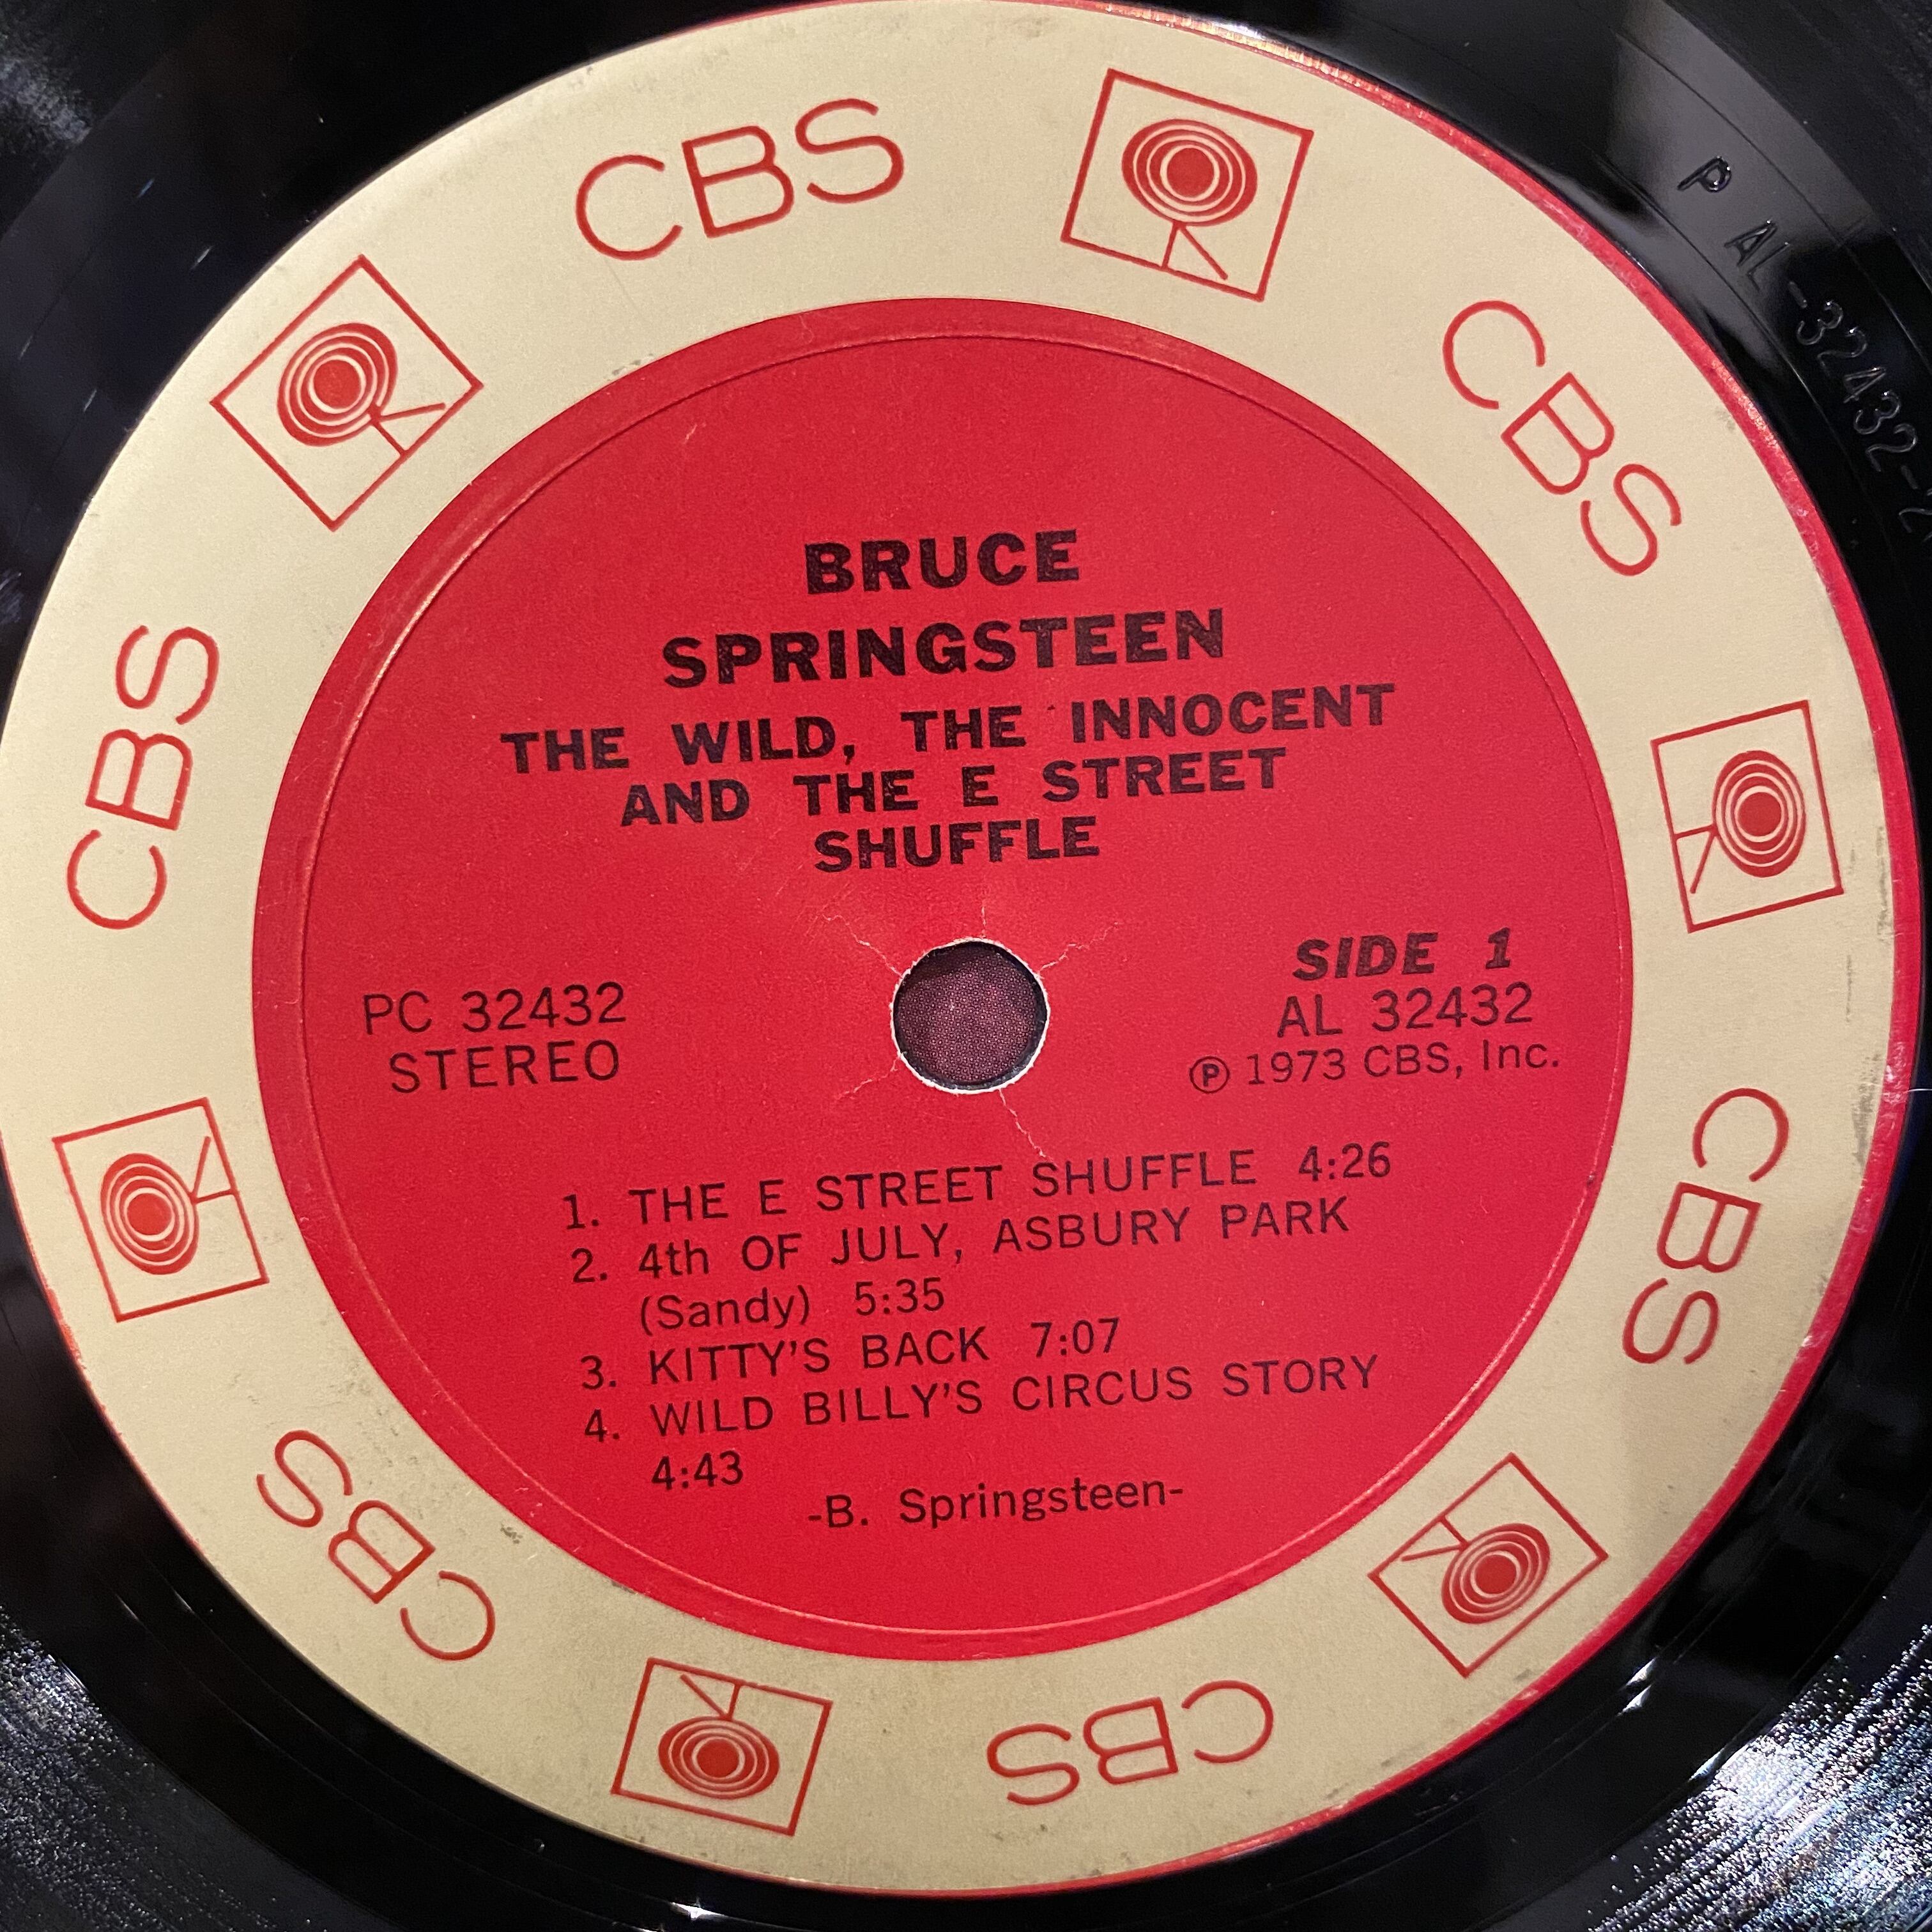 CBS
CBS
CBS
CBS
CBS
CBS
BRUCE
SPRINGSTEEN
THE WILD, THE INNOCENT
AND THE E STREET
SHUFFLE
PC 32432
STEREO
SIDE 1
AL 32432
℗ 1973 CBS, Inc.
1. THE E STREET SHUFFLE 4:26
2. 4th OF JULY, ASBURY PARK
(Sandy) 5:35
3. KITTY'S BACK 7:07
4. WILD BILLY'S CIRCUS STORY
4:43
-B. Springsteen-
P AL-32432-